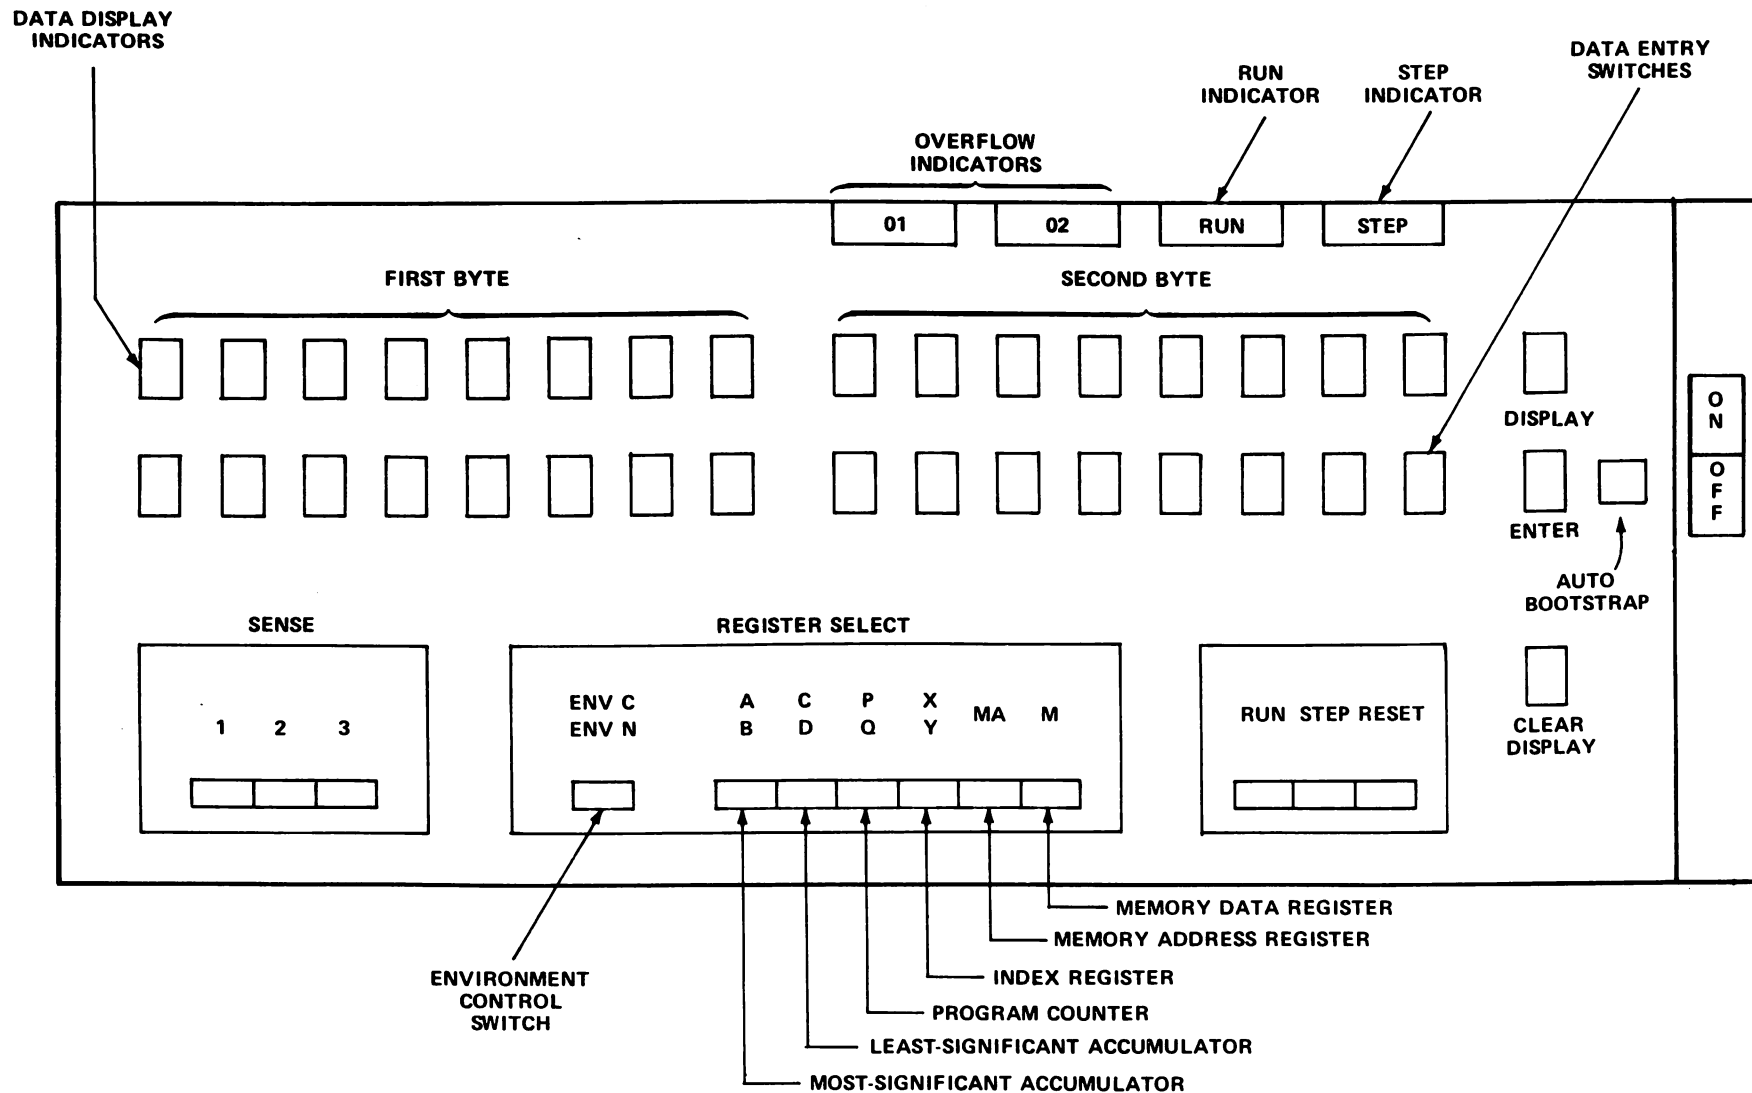 DATA DISPLAY
INDICATORS
DATA ENTRY
SWITCHES
RUN
INDICATOR
STEP
INDICATOR
OVERFLOW
INDICATORS
01
02
RUN
STEP
FIRST BYTE
SECOND BYTE
DISPLAY
ON
OFF
ENTER
AUTO
BOOTSTRAP
SENSE
1 2 3
REGISTER SELECT
ENV C
ENV N
A C P X
B D Q Y
MA M
RUN STEP RESET
CLEAR
DISPLAY
ENVIRONMENT
CONTROL
SWITCH
MEMORY DATA REGISTER
MEMORY ADDRESS REGISTER
INDEX REGISTER
PROGRAM COUNTER
LEAST-SIGNIFICANT ACCUMULATOR
MOST-SIGNIFICANT ACCUMULATOR